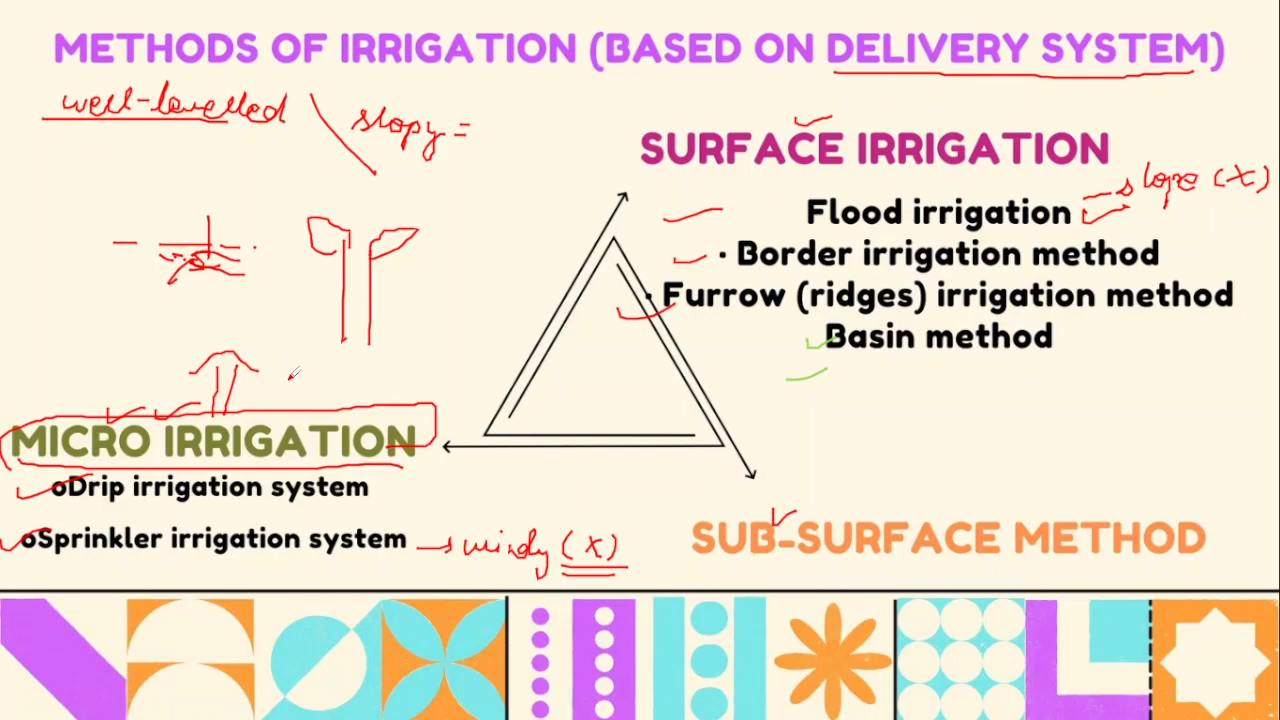 METHODS OF IRRIGATION (BASED ON DELIVERY SYSTEM)
well-levelled
slopy =
SURFACE IRRIGATION
slope (X)
Flood irrigation
· Border irrigation method
· Furrow (ridges) irrigation method
Basin method
MICRO IRRIGATION
oDrip irrigation system
oSprinkler irrigation system
windy (X)
SUB-SURFACE METHOD